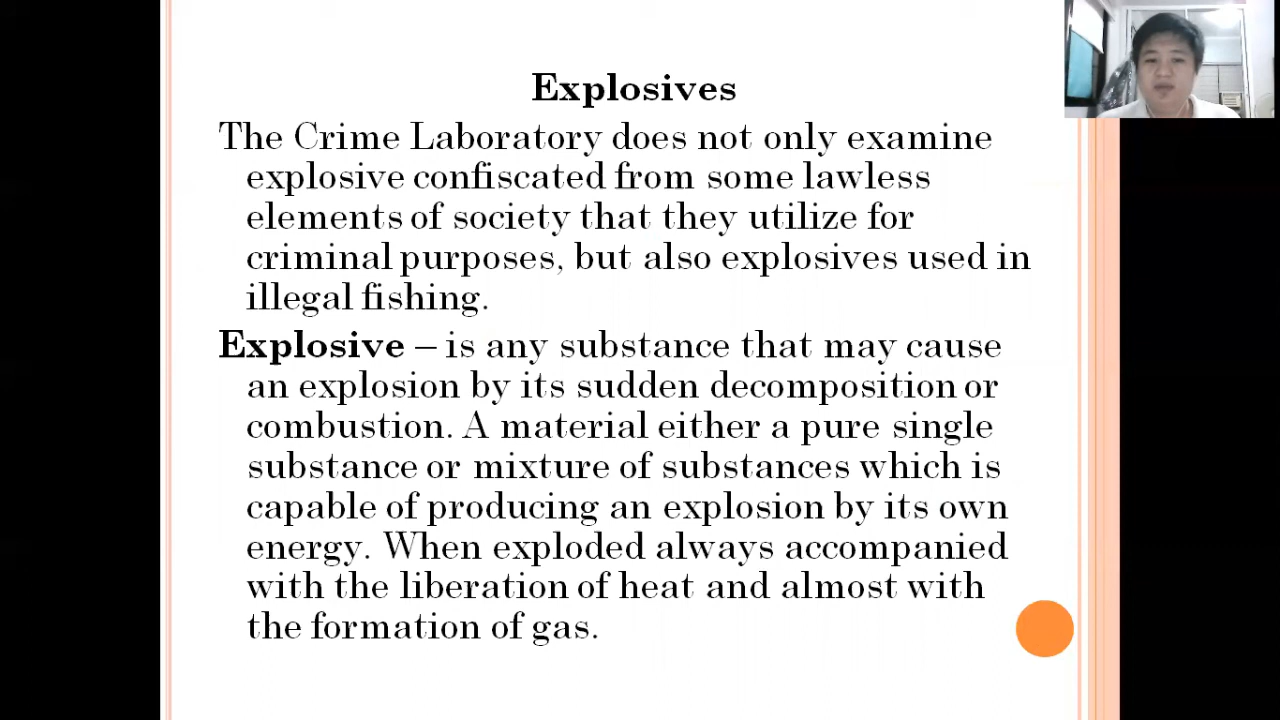 Explosives
The Crime Laboratory does not only examine
explosive confiscated from some lawless
elements of society that they utilize for
criminal purposes, but also explosives used in
illegal fishing.
Explosive – is any substance that may cause
an explosion by its sudden decomposition or
combustion. A material either a pure single
substance or mixture of substances which is
capable of producing an explosion by its own
energy. When exploded always accompanied
with the liberation of heat and almost with
the formation of gas.